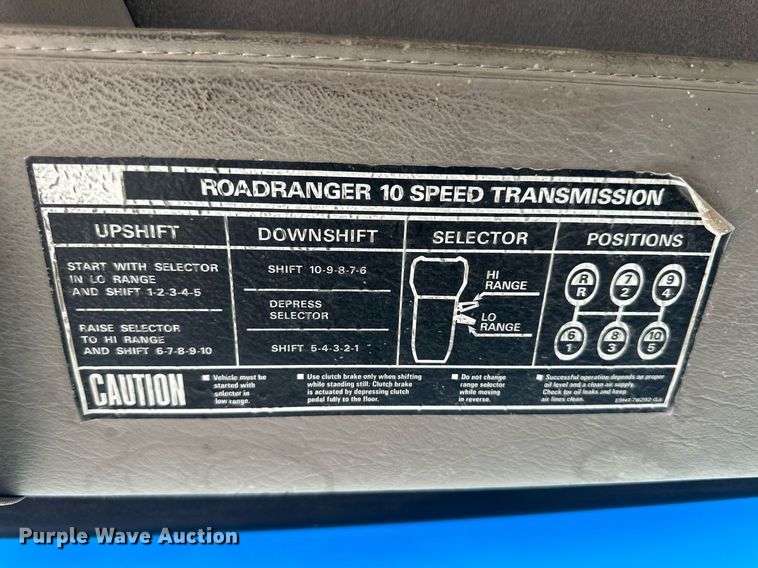 ROADRANGER 10 SPEED TRANSMISSION
UPSHIFT
START WITH SELECTOR
IN LO RANGE
AND SHIFT 1-2-3-4-5
RAISE SELECTOR
TO HI RANGE
AND SHIFT 6-7-8-9-10
DOWNSHIFT
SHIFT 10-9-8-7-6
DEPRESS
SELECTOR
SHIFT 5-4-3-2-1
SELECTOR
HI
RANGE
LO
RANGE
POSITIONS
R 7 9
R 2 4
6 8 10
1 3 5
CAUTION
■ Vehicle must be
started with
selector in
low range.
■ Use clutch brake only when shifting
while standing still. Clutch brake
is actuated by depressing clutch
pedal fully to the floor.
■ Do not change
range selector
while moving
in reverse.
■ Successful operation depends on proper
oil level and a clean air supply.
Check for oil leaks and keep
air lines clean.
Purple Wave Auction